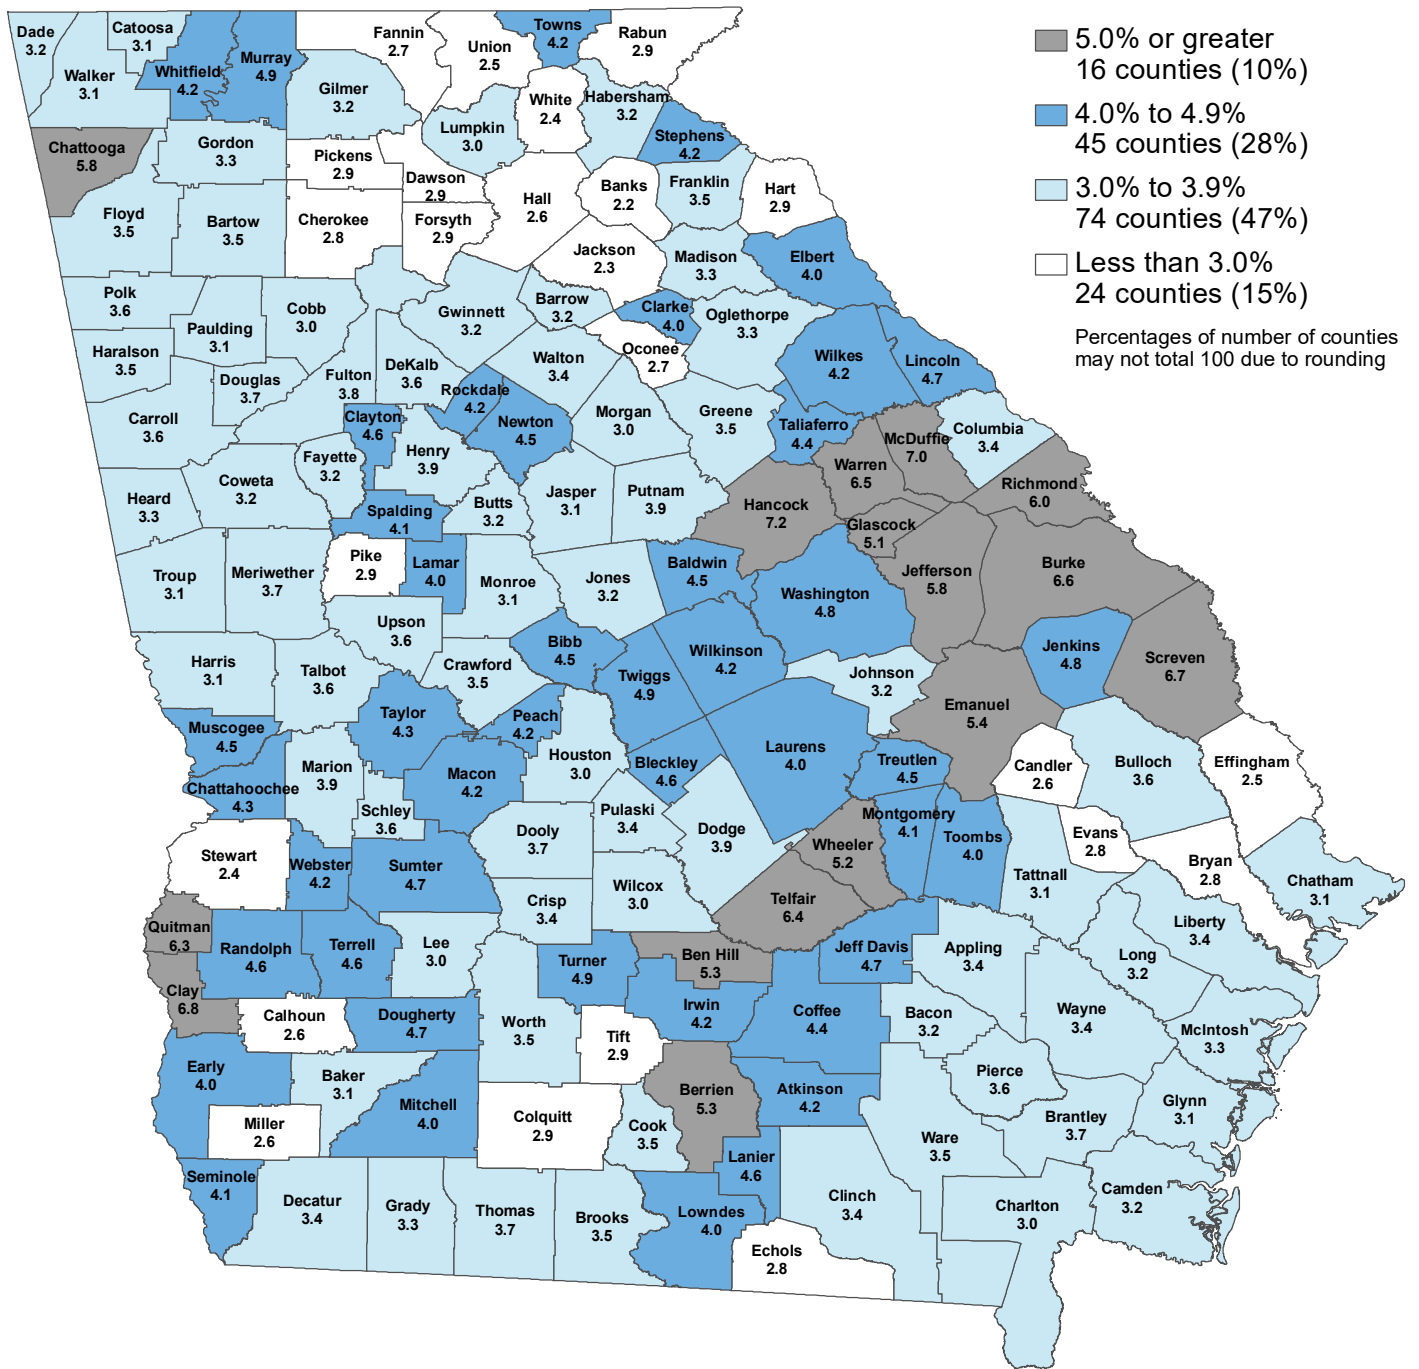 Dade
3.2
Catoosa
3.1
Walker
3.1
Whitfield
4.2
Murray
4.9
Fannin
2.7
Union
2.5
Towns
4.2
Rabun
2.9
Gilmer
3.2
White
2.4
Habersham
3.2
Lumpkin
3.0
Stephens
4.2
Chattooga
5.8
Gordon
3.3
Pickens
2.9
Dawson
2.9
Hall
2.6
Banks
2.2
Franklin
3.5
Hart
2.9
Floyd
3.5
Bartow
3.5
Cherokee
2.8
Forsyth
2.9
Jackson
2.3
Madison
3.3
Elbert
4.0
Polk
3.6
Paulding
3.1
Cobb
3.0
Gwinnett
3.2
Barrow
3.2
Clarke
4.0
Oglethorpe
3.3
Oconee
2.7
Wilkes
4.2
Lincoln
4.7
Haralson
3.5
Douglas
3.7
Fulton
3.8
DeKalb
3.6
Rockdale
4.2
Walton
3.4
Morgan
3.0
Greene
3.5
Taliaferro
4.4
McDuffie
7.0
Columbia
3.4
Carroll
3.6
Clayton
4.6
Newton
4.5
Henry
3.9
Fayette
3.2
Coweta
3.2
Heard
3.3
Spalding
4.1
Butts
3.2
Jasper
3.1
Putnam
3.9
Hancock
7.2
Warren
6.5
Glascock
5.1
Richmond
6.0
Troup
3.1
Meriwether
3.7
Pike
2.9
Lamar
4.0
Monroe
3.1
Jones
3.2
Baldwin
4.5
Washington
4.8
Jefferson
5.8
Burke
6.6
Upson
3.6
Bibb
4.5
Wilkinson
4.2
Jenkins
4.8
Screven
6.7
Harris
3.1
Talbot
3.6
Crawford
3.5
Twiggs
4.9
Johnson
3.2
Emanuel
5.4
Muscogee
4.5
Taylor
4.3
Peach
4.2
Houston
3.0
Bleckley
4.6
Laurens
4.0
Treutlen
4.5
Candler
2.6
Bulloch
3.6
Effingham
2.5
Chattahoochee
4.3
Marion
3.9
Schley
3.6
Macon
4.2
Dooly
3.7
Pulaski
3.4
Dodge
3.9
Wheeler
5.2
Montgomery
4.1
Toombs
4.0
Evans
2.8
Bryan
2.8
Tattnall
3.1
Chatham
3.1
Stewart
2.4
Webster
4.2
Sumter
4.7
Crisp
3.4
Wilcox
3.0
Telfair
6.4
Quitman
6.3
Randolph
4.6
Terrell
4.6
Lee
3.0
Turner
4.9
Ben Hill
5.3
Jeff Davis
4.7
Appling
3.4
Long
3.2
Liberty
3.4
Clay
6.8
Calhoun
2.6
Dougherty
4.7
Worth
3.5
Tift
2.9
Irwin
4.2
Coffee
4.4
Bacon
3.2
Wayne
3.4
McIntosh
3.3
Early
4.0
Baker
3.1
Mitchell
4.0
Colquitt
2.9
Cook
3.5
Berrien
5.3
Atkinson
4.2
Pierce
3.6
Brantley
3.7
Glynn
3.1
Miller
2.6
Ware
3.5
Seminole
4.1
Decatur
3.4
Grady
3.3
Thomas
3.7
Brooks
3.5
Lowndes
4.0
Lanier
4.6
Echols
2.8
Clinch
3.4
Charlton
3.0
Camden
3.2
5.0% or greater
16 counties (10%)
4.0% to 4.9%
45 counties (28%)
3.0% to 3.9%
74 counties (47%)
Less than 3.0%
24 counties (15%)
Percentages of number of counties
may not total 100 due to rounding